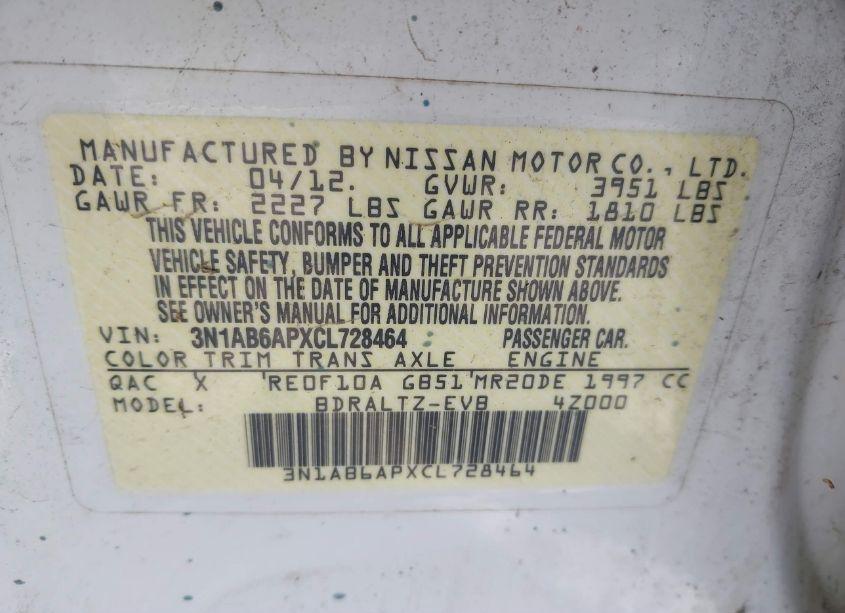 MANUFACTURED BY NISSAN MOTOR CO., LTD.
DATE: 04/12. GVWR: 3951 LBS
GAWR FR: 2227 LBS GAWR RR: 1810 LBS
THIS VEHICLE CONFORMS TO ALL APPLICABLE FEDERAL MOTOR
VEHICLE SAFETY, BUMPER AND THEFT PREVENTION STANDARDS
IN EFFECT ON THE DATE OF MANUFACTURE SHOWN ABOVE.
SEE OWNER'S MANUAL FOR ADDITIONAL INFORMATION.
VIN: 3N1AB6APXCL728464 : PASSENGER CAR.
COLOR TRIM TRANS AXLE ENGINE
QAC X 'RE0F10A GB51'MR20DE 1997 CC
MODEL: BDRALTZ-EVB 4Z000
3N1AB6APXCL728464